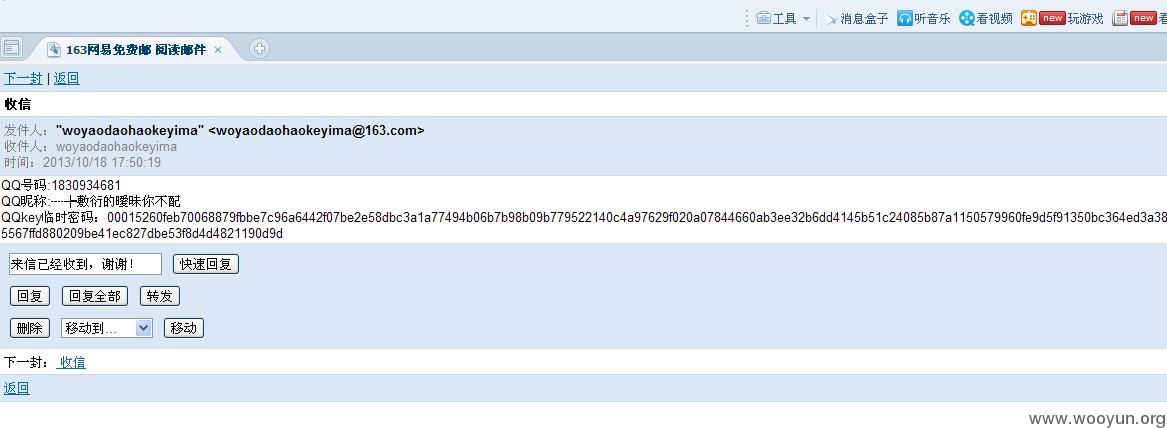 工具 消息盒子 听音乐 看视频 new 玩游戏 new 看
163网易免费邮 阅读邮件
下一封 | 返回
收信
发件人："woyaodaohaokeyima" <woyaodaohaokeyima@163.com>
收件人：woyaodaohaokeyima
时间：2013/10/18 17:50:19
QQ号码:1830934681
QQ昵称:┈╋敷衍的曖昧你不配
QQkey临时密码：00015260feb70068879fbbe7c96a6442f07be2e58dbc3a1a77494b06b7b98b09b779522140c4a97629f020a07844660ab3ee32b6dd4145b51c24085b87a1150579960fe9d5f91350bc364ed3a38
5567ffd880209be41ec827dbe53f8d4d4821190d9d
来信已经收到，谢谢！ 快速回复
回复 回复全部 转发
删除 移动到... 移动
下一封： 收信
返回
www.wooyun.org